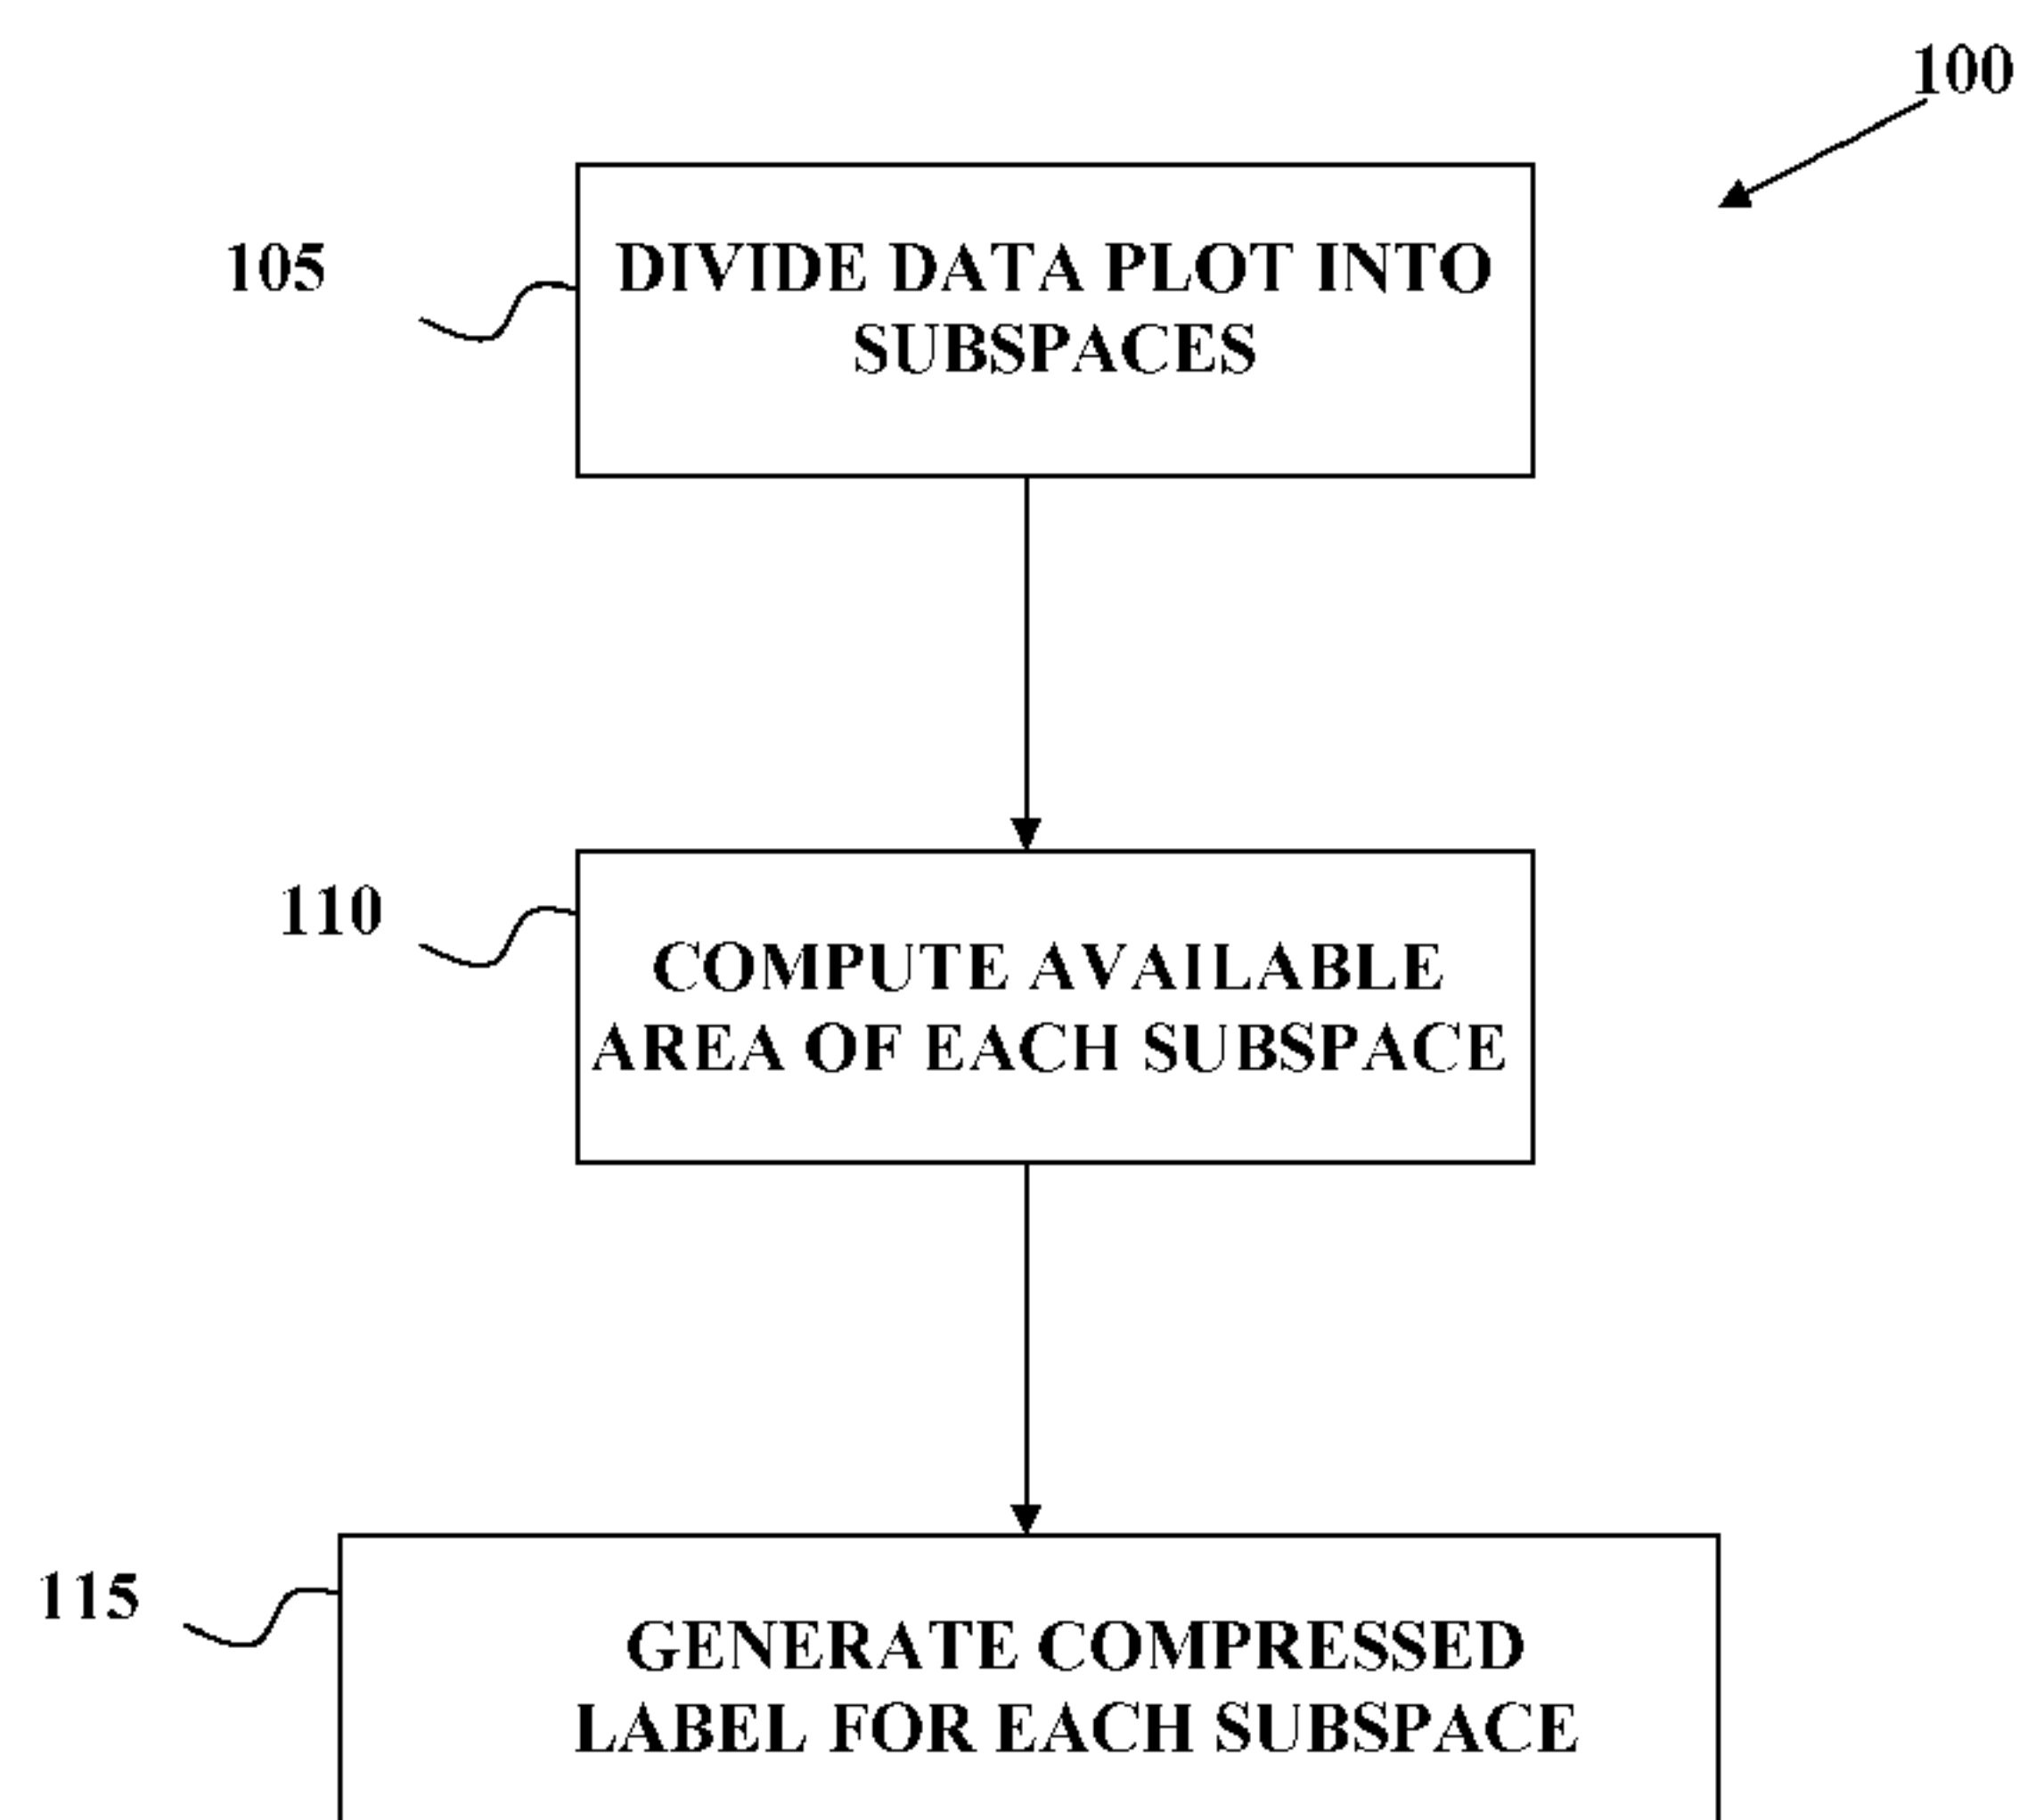 100
105
DIVIDE DATA PLOT INTO
SUBSPACES
110
COMPUTE AVAILABLE
AREA OF EACH SUBSPACE
115
GENERATE COMPRESSED
LABEL FOR EACH SUBSPACE